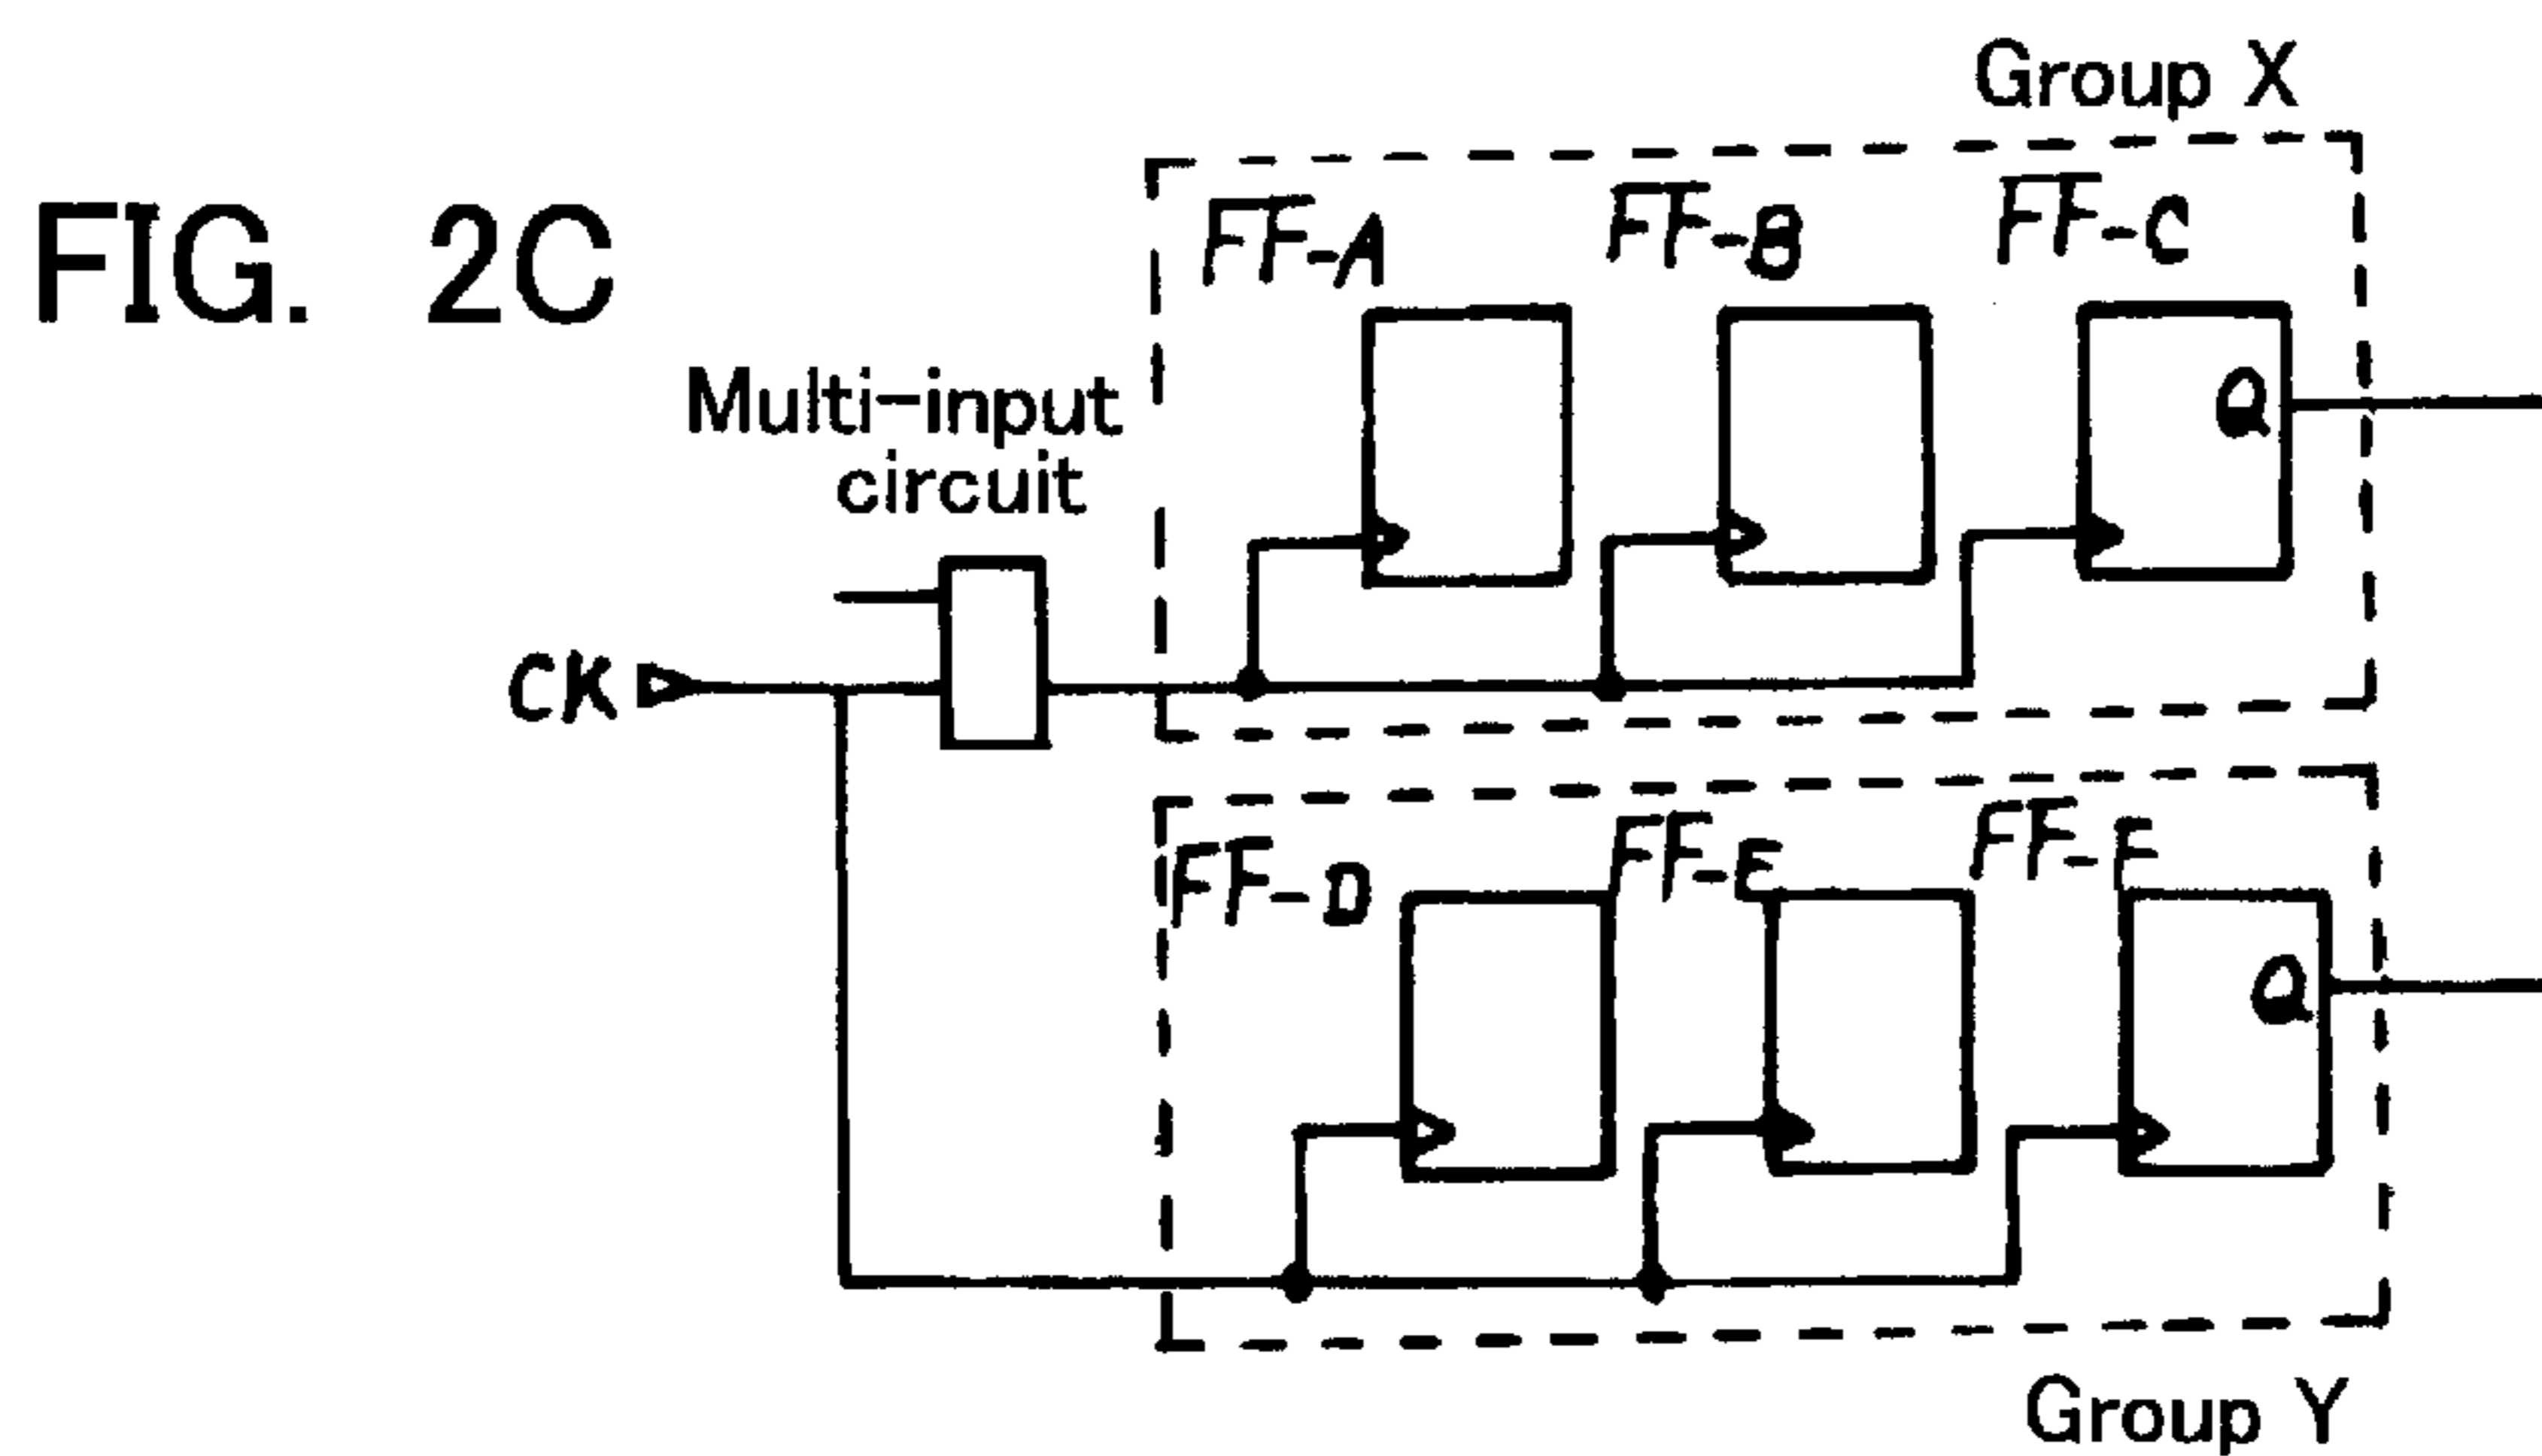 FIG. 2C
Group X
FF-A FF-B FF-C
Multi-input
circuit
Q
CK
FF-D FF-E FF-F
Q
Group Y